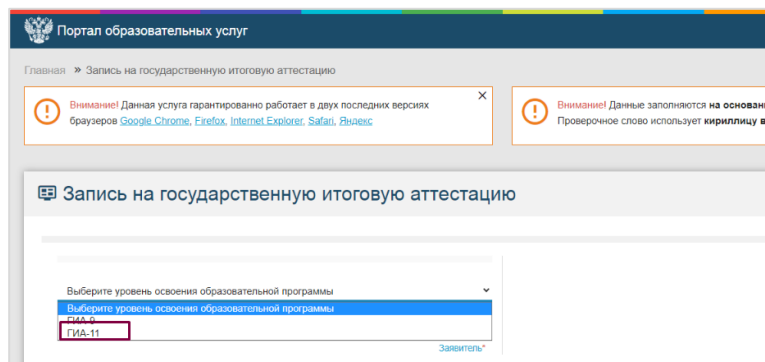 Портал образовательных услуг
Главная » Запись на государственную итоговую аттестацию
Внимание! Данная услуга гарантированно работает в двух последних версиях
браузеров Google Chrome, Firefox, Internet Explorer, Safari, Яндекс
Внимание! Данные заполняются на основан
Проверочное слово использует кириллицу в
Запись на государственную итоговую аттестацию
Выберите уровень освоения образовательной программы
Выберите уровень освоения образовательной программы
ГИА-9
ГИА-11
Заявитель*